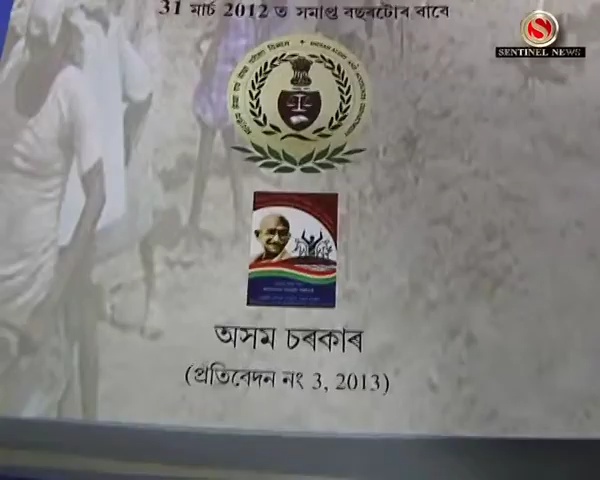 31 মাৰ্চ 2012 ত সমাপ্ত বছৰটোৰ বাবে
SENTINEL NEWS
অসম চৰকাৰ
(প্ৰতিবেদন নং 3, 2013)